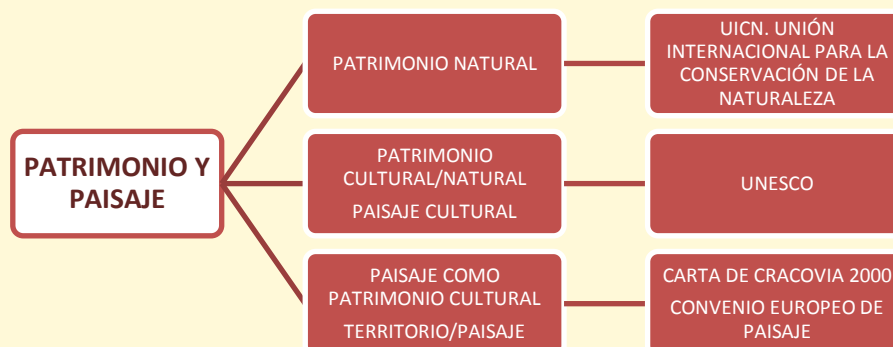 PATRIMONIO Y
PAISAJE
PATRIMONIO NATURAL
UICN. UNIÓN
INTERNACIONAL PARA LA
CONSERVACIÓN DE LA
NATURALEZA
PATRIMONIO
CULTURAL/NATURAL
PAISAJE CULTURAL
UNESCO
PAISAJE COMO
PATRIMONIO CULTURAL
TERRITORIO/PAISAJE
CARTA DE CRACOVIA 2000
CONVENIO EUROPEO DE
PAISAJE